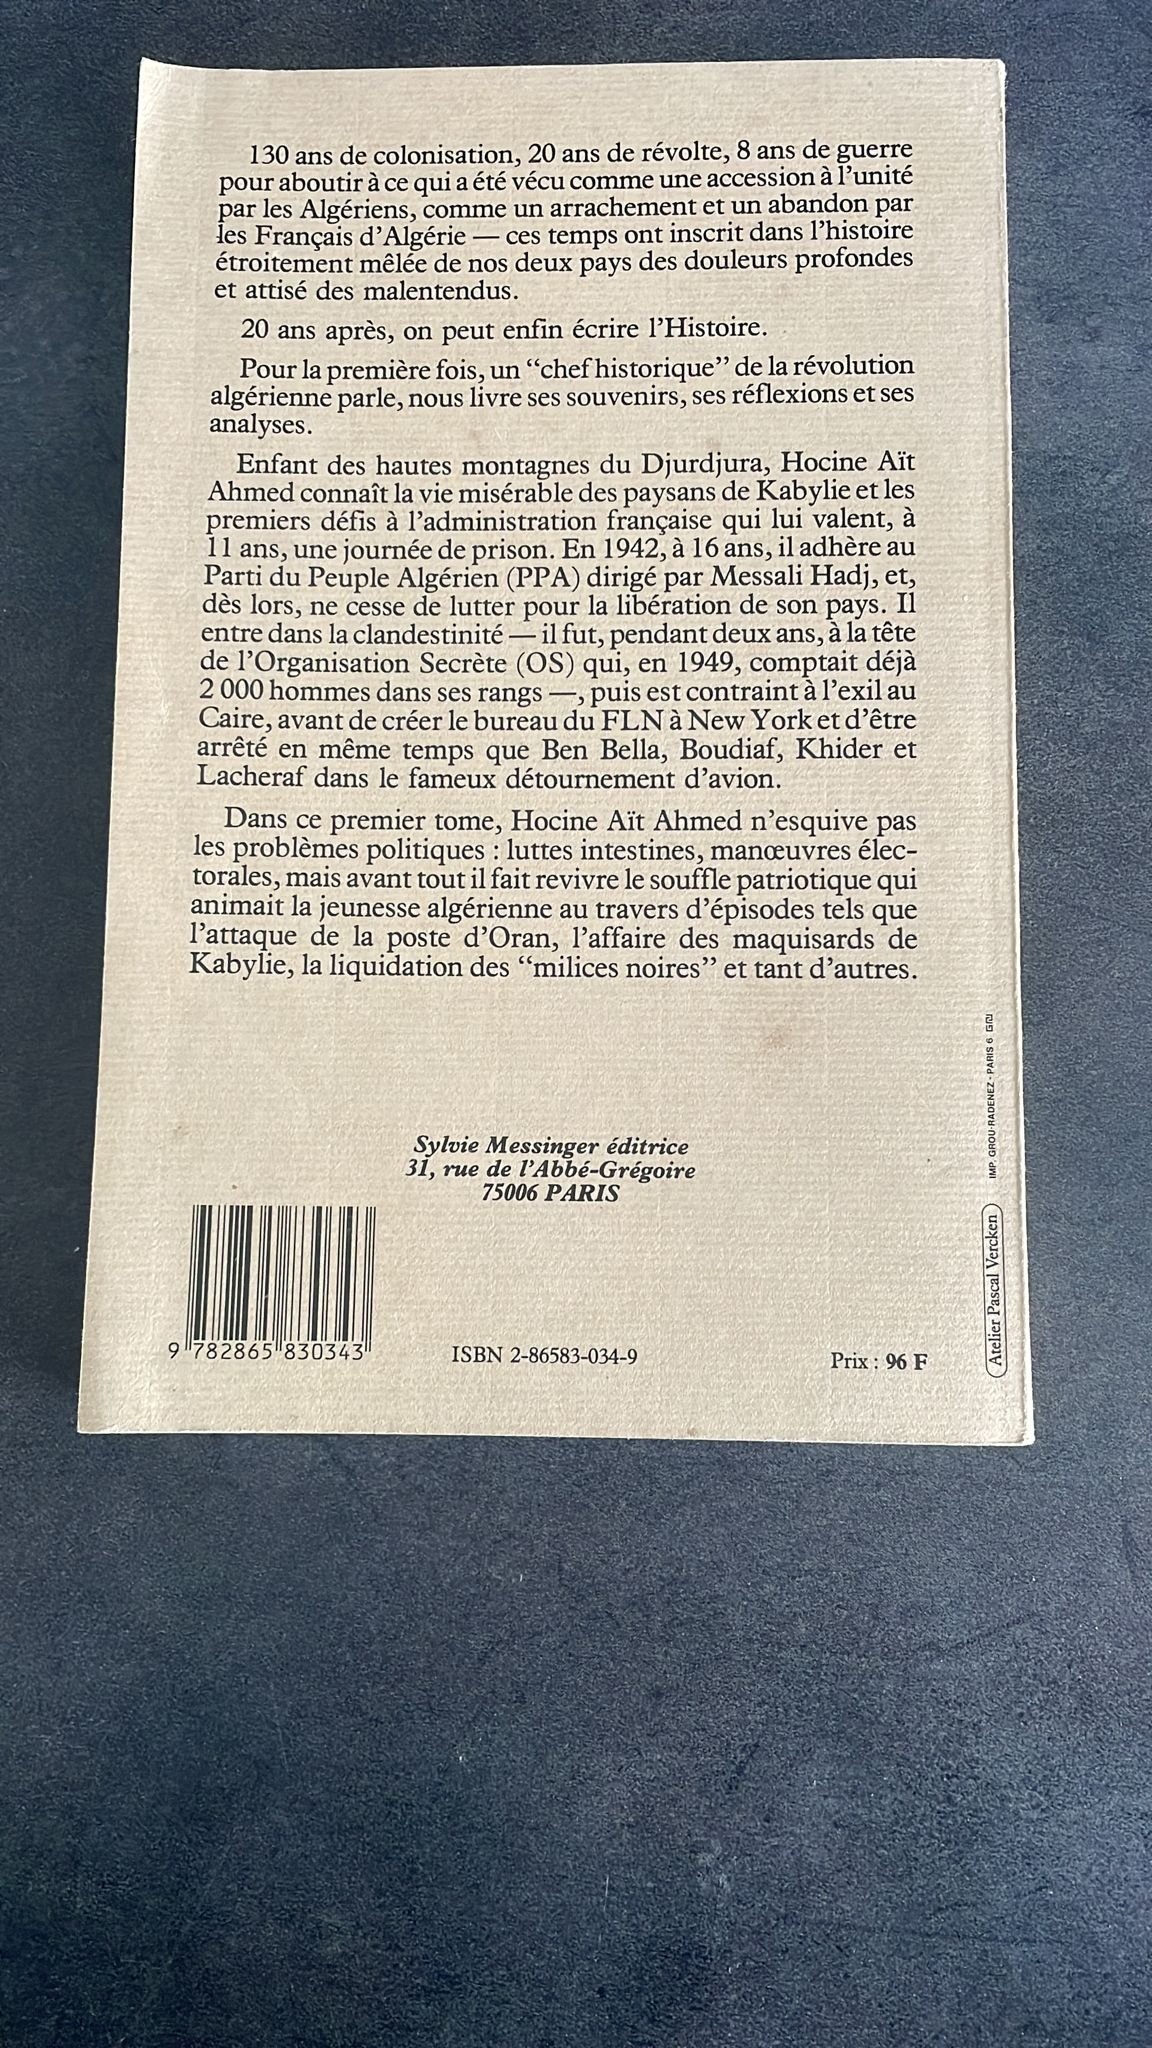 130 ans de colonisation, 20 ans de révolte, 8 ans de guerre
pour aboutir à ce qui a été vécu comme une accession à l'unité
par les Algériens, comme un arrachement et un abandon par
les Français d'Algérie — ces temps ont inscrit dans l'histoire
étroitement mêlée de nos deux pays des douleurs profondes
et attisé des malentendus.
20 ans après, on peut enfin écrire l'Histoire.
Pour la première fois, un “chef historique” de la révolution
algérienne parle, nous livre ses souvenirs, ses réflexions et ses
analyses.
Enfant des hautes montagnes du Djurdjura, Hocine Aït
Ahmed connaît la vie misérable des paysans de Kabylie et les
premiers défis à l'administration française qui lui valent, à
11 ans, une journée de prison. En 1942, à 16 ans, il adhère au
Parti du Peuple Algérien (PPA) dirigé par Messali Hadj, et,
dès lors, ne cesse de lutter pour la libération de son pays. Il
entre dans la clandestinité — il fut, pendant deux ans, à la tête
de l'Organisation Secrète (OS) qui, en 1949, comptait déjà
2 000 hommes dans ses rangs —, puis est contraint à l'exil au
Caire, avant de créer le bureau du FLN à New York et d'être
arrêté en même temps que Ben Bella, Boudiaf, Khider et
Lacheraf dans le fameux détournement d'avion.
Dans ce premier tome, Hocine Aït Ahmed n'esquive pas
les problèmes politiques : luttes intestines, manœuvres élec-
torales, mais avant tout il fait revivre le souffle patriotique qui
animait la jeunesse algérienne au travers d'épisodes tels que
l'attaque de la poste d'Oran, l'affaire des maquisards de
Kabylie, la liquidation des “milices noires” et tant d'autres.
Sylvie Messinger éditrice
31, rue de l'Abbé-Grégoire
75006 PARIS
9 782865 830343
ISBN 2-86583-034-9
Prix : 96 F
Atelier Pascal Vercken
IMP. GROU-RADENEZ - PARIS 6